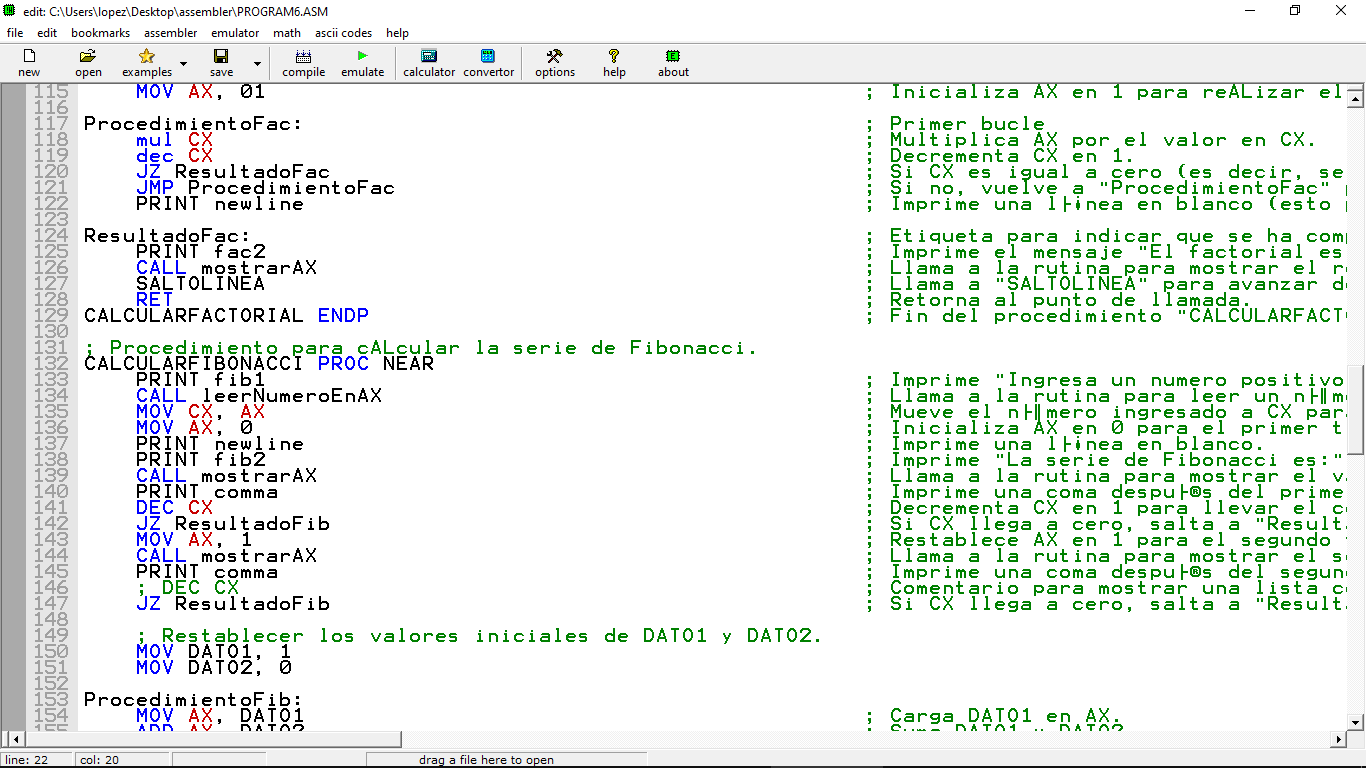 edit: C:\Users\lopez\Desktop\assembler\PROGRAM6.ASM
file edit bookmarks assembler emulator math ascii codes help
new open examples save compile emulate calculator convertor options help about
115 MOV AX, 01 ; Inicializa AX en 1 para reALizar el
116
117 ProcedimientoFac: ; Primer bucle
118 mul CX ; Multiplica AX por el valor en CX.
119 dec CX ; Decrementa CX en 1.
120 JZ ResultadoFac ; Si CX es igual a cero (es decir, se
121 JMP ProcedimientoFac ; Si no, vuelve a "ProcedimientoFac"
122 PRINT newline ; Imprime una l├¡nea en blanco (esto
123
124 ResultadoFac: ; Etiqueta para indicar que se ha com
125 PRINT fac2 ; Imprime el mensaje "El factorial es
126 CALL mostrarAX ; Llama a la rutina para mostrar el r
127 SALTOLINEA ; Llama a "SALTOLINEA" para avanzar d
128 RET ; Retorna al punto de llamada.
129 CALCULARFACTORIAL ENDP ; Fin del procedimiento "CALCULARFACT
130
131 ; Procedimiento para cALcular la serie de Fibonacci.
132 CALCULARFIBONACCI PROC NEAR
133 PRINT fib1 ; Imprime "Ingresa un numero positivo
134 CALL leerNumeroEnAX ; Llama a la rutina para leer un n├║m
135 MOV CX, AX ; Mueve el n├║mero ingresado a CX par
136 MOV AX, 0 ; Inicializa AX en 0 para el primer t
137 PRINT newline ; Imprime una l├¡nea en blanco.
138 PRINT fib2 ; Imprime "La serie de Fibonacci es:"
139 CALL mostrarAX ; Llama a la rutina para mostrar el v
140 PRINT comma ; Imprime una coma despu├®s del prime
141 DEC CX ; Decrementa CX en 1 para llevar el c
142 JZ ResultadoFib ; Si CX llega a cero, salta a "Result
143 MOV AX, 1 ; Restablece AX en 1 para el segundo
144 CALL mostrarAX ; Llama a la rutina para mostrar el s
145 PRINT comma ; Imprime una coma despu├®s del segun
146 ; DEC CX ; Comentario para mostrar una lista c
147 JZ ResultadoFib ; Si CX llega a cero, salta a "Result
148
149 ; Restablecer los valores iniciales de DATO1 y DATO2.
150 MOV DATO1, 1
151 MOV DATO2, 0
152
153 ProcedimientoFib:
154 MOV AX, DATO1 ; Carga DATO1 en AX.
155 ADD AX, DATO2 ; Suma DATO1 y DATO2
line: 22 col: 20 drag a file here to open